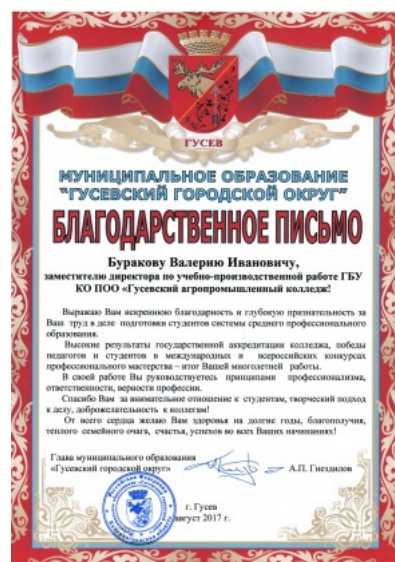 ГУСЕВ
МУНИЦИПАЛЬНОЕ ОБРАЗОВАНИЕ
"ГУСЕВСКИЙ ГОРОДСКОЙ ОКРУГ"
БЛАГОДАРСТВЕННОЕ ПИСЬМО
Буракову Валерию Ивановичу,
заместителю директора по учебно-производственной работе ГБУ
КО ПОО «Гусевский агропромышленный колледж!
Выражаю Вам искреннюю благодарность и глубокую признательность за
Ваш труд в деле подготовки студентов системы среднего профессионального
образования.
Высокие результаты государственной аккредитации колледжа, победы
педагогов и студентов в международных и всероссийских конкурсах
профессионального мастерства – итог Вашей многолетней работы.
В своей работе Вы руководствуетесь принципами профессионализма,
ответственности, верности профессии.
Спасибо Вам за внимательное отношение к студентам, творческий подход
к делу, доброжелательность к коллегам!
От всего сердца желаю Вам здоровья на долгие годы, благополучия,
теплого семейного очага, счастья, успехов во всех Ваших начинаниях!
Глава муниципального образования
«Гусевский городской округ»
А.П. Гнездилов
г. Гусев
август 2017 г.